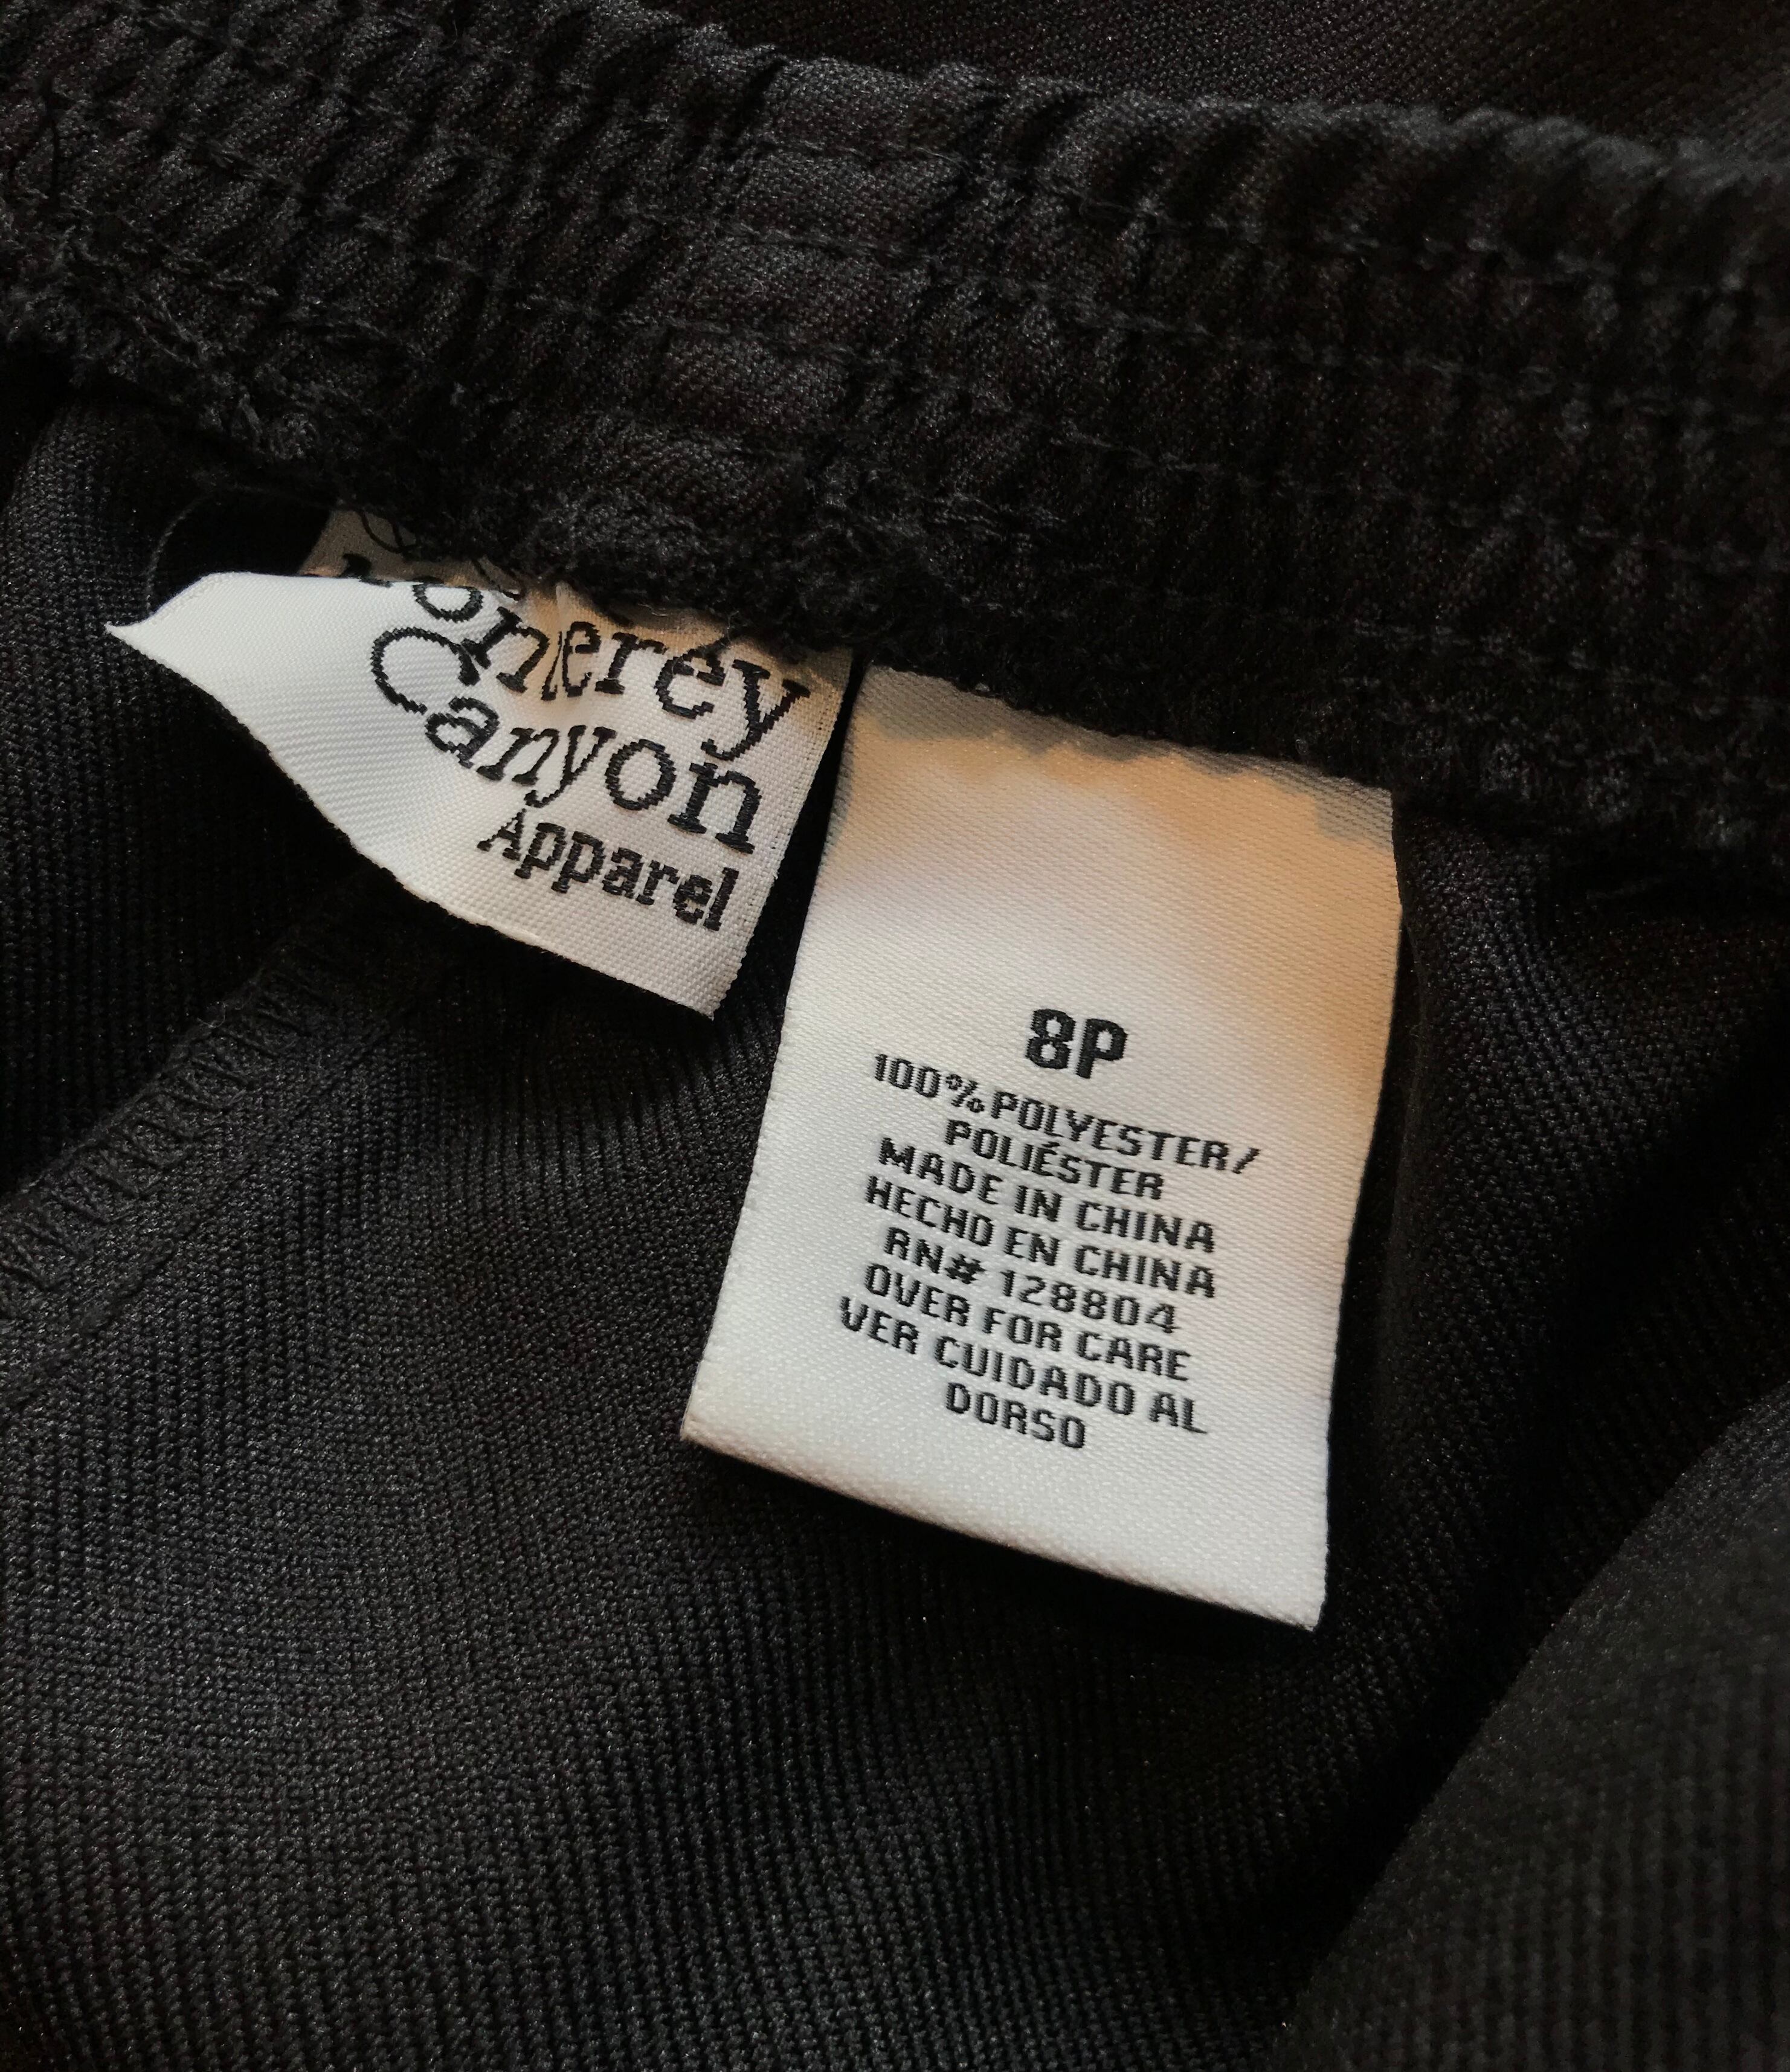 Monterey
Canyon
Apparel
8P
100% POLYESTER/
POLIÉSTER
MADE IN CHINA
HECHO EN CHINA
RN# 128804
OVER FOR CARE
VER CUIDADO AL
DORSO